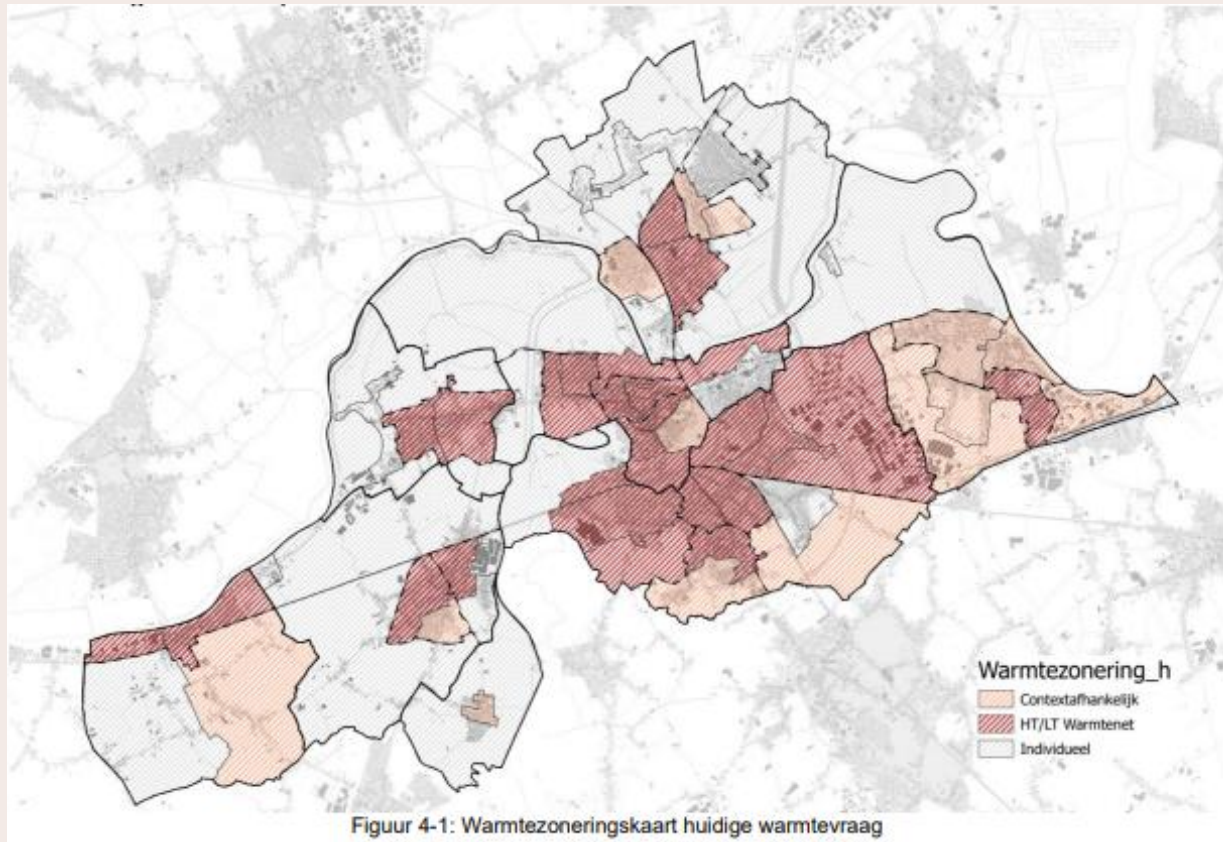 Warmtezonering_h
Contextafhankelijk
HT/LT Warmtenet
Individueel
Figuur 4-1: Warmtezoneringskaart huidige warmtevraag